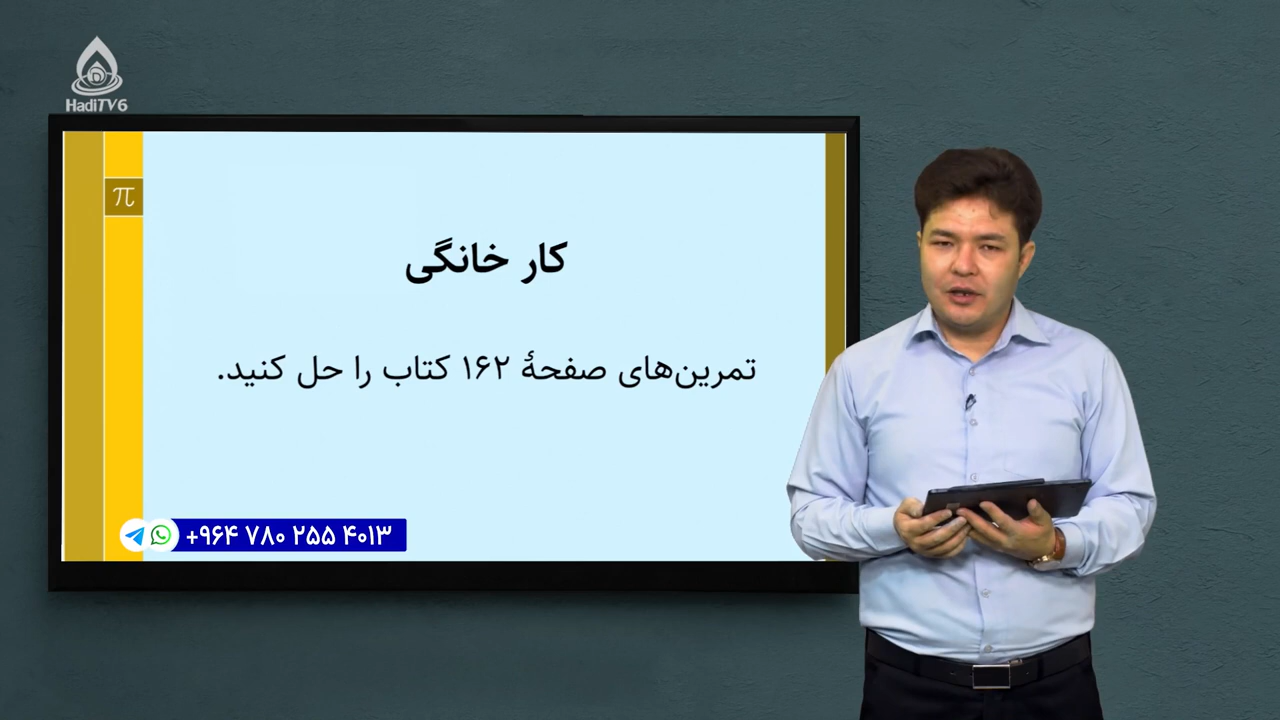 HadiTV6
π
کار خانگی
تمرین‌های صفحهٔ ۱۶۲ کتاب را حل کنید.
+۹۶۴ ۷۸۰ ۲۵۵ ۴۰۱۳